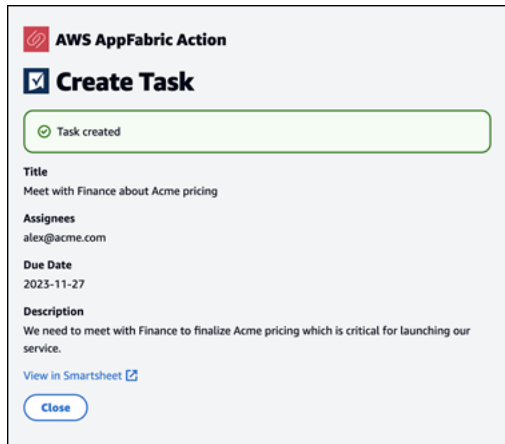 AWS AppFabric Action
Create Task
Task created
Title
Meet with Finance about Acme pricing
Assignees
alex@acme.com
Due Date
2023-11-27
Description
We need to meet with Finance to finalize Acme pricing which is critical for launching our
service.
View in Smartsheet
Close